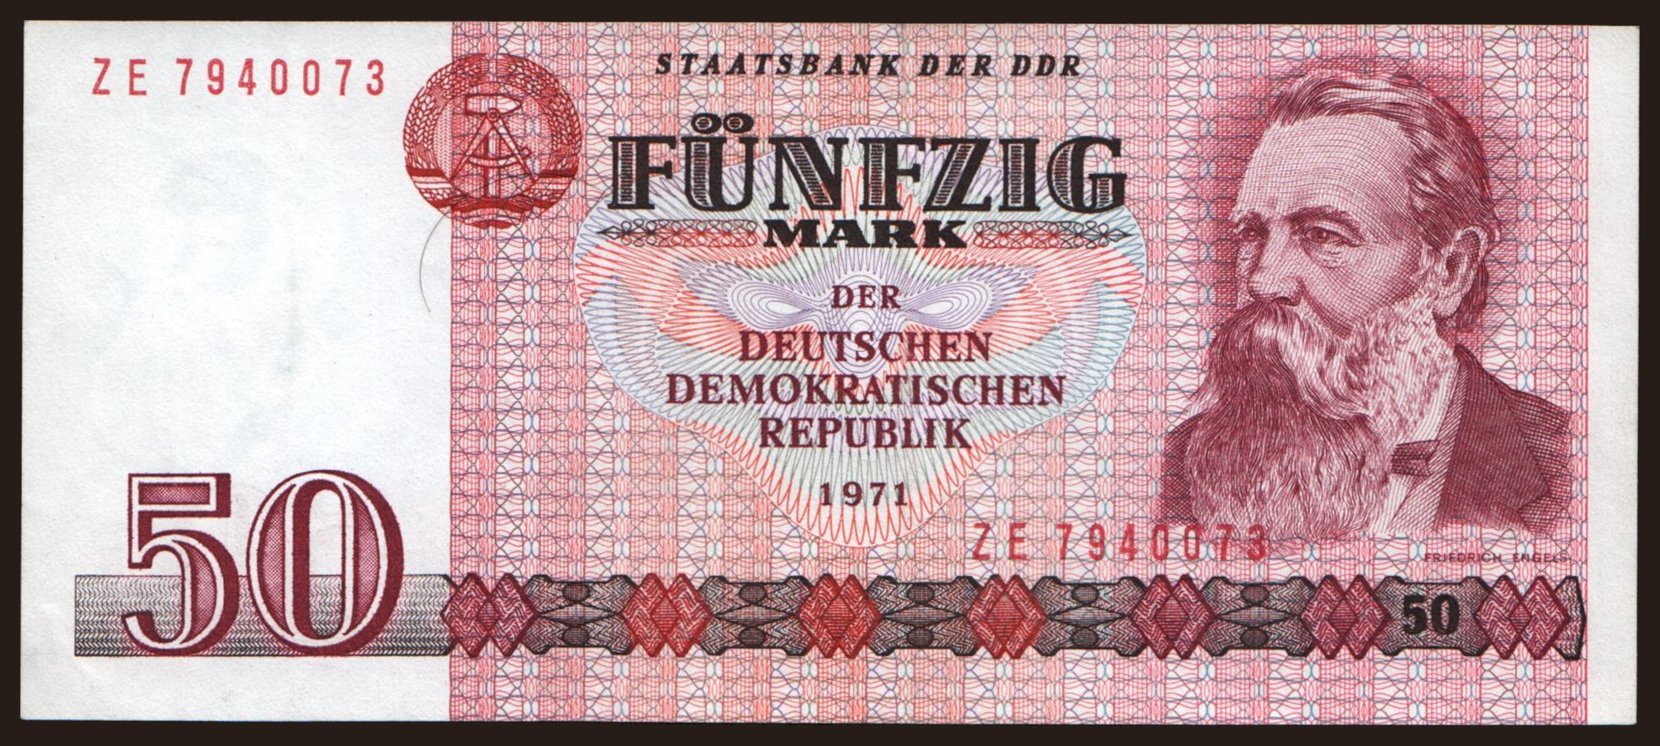 ZE 7940073
STAATSBANK DER DDR
FÜNFZIG
MARK
DER
DEUTSCHEN
DEMOKRATISCHEN
REPUBLIK
1971
ZE 7940073
FRIEDRICH ENGELS
50
50